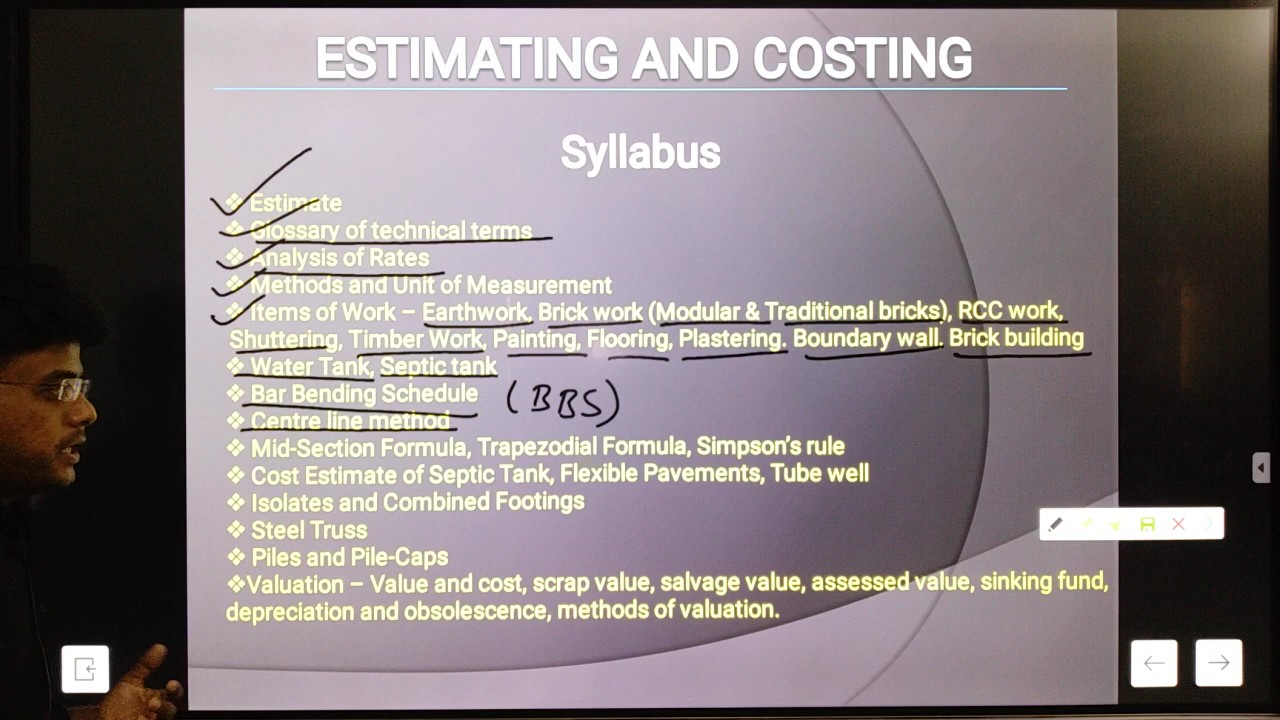 ESTIMATING AND COSTING
Syllabus
❖ Estimate
❖ Glossary of technical terms
❖ Analysis of Rates
❖ Methods and Unit of Measurement
❖ Items of Work – Earthwork, Brick work (Modular & Traditional bricks), RCC work,
Shuttering, Timber Work, Painting, Flooring, Plastering. Boundary wall. Brick building
❖ Water Tank, Septic tank
❖ Bar Bending Schedule (BBS)
❖ Centre line method
❖ Mid-Section Formula, Trapezodial Formula, Simpson's rule
❖ Cost Estimate of Septic Tank, Flexible Pavements, Tube well
❖ Isolates and Combined Footings
❖ Steel Truss
❖ Piles and Pile-Caps
❖Valuation – Value and cost, scrap value, salvage value, assessed value, sinking fund,
depreciation and obsolescence, methods of valuation.